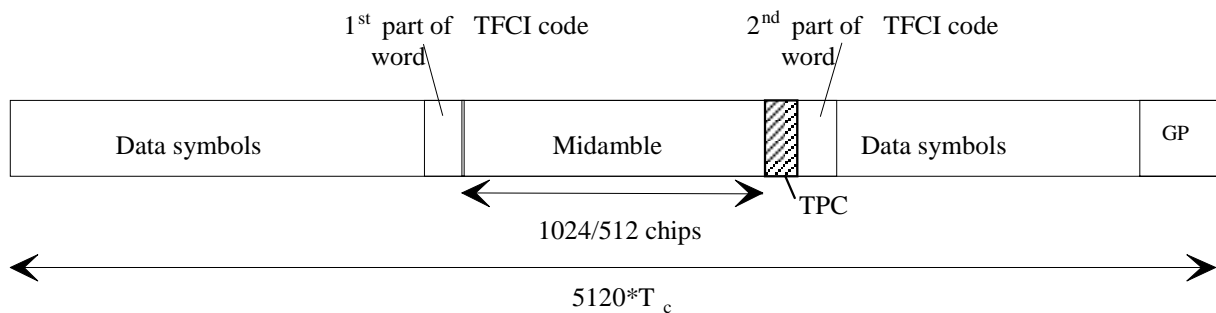 1st part of TFCI code
word
2nd part of TFCI code
word
Data symbols
Midamble
Data symbols
GP
TPC
1024/512 chips
5120*T c